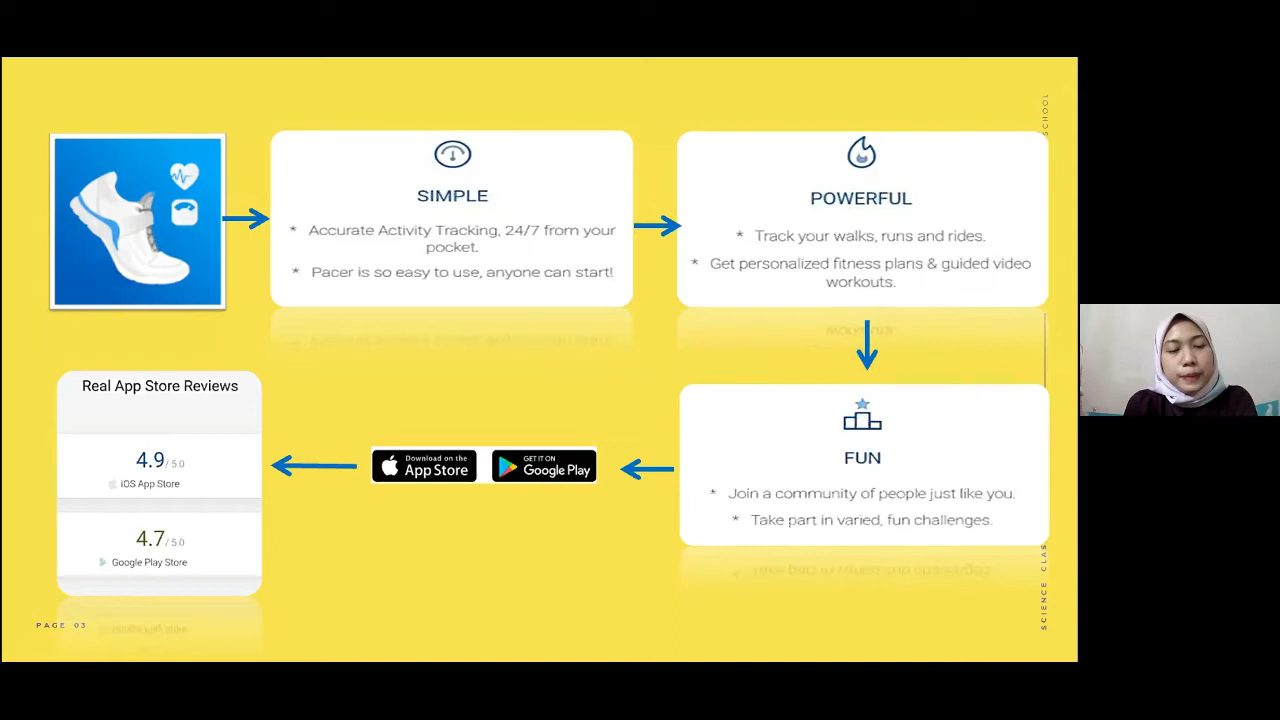 SIMPLE
* Accurate Activity Tracking, 24/7 from your
pocket.
* Pacer is so easy to use, anyone can start!
POWERFUL
* Track your walks, runs and rides.
* Get personalized fitness plans & guided video
workouts.
FUN
* Join a community of people just like you.
* Take part in varied, fun challenges.
Download on the
App Store
GET IT ON
Google Play
Real App Store Reviews
4.9/5.0
iOS App Store
4.7/5.0
Google Play Store
PAGE 03
SCHOOL
SCIENCE